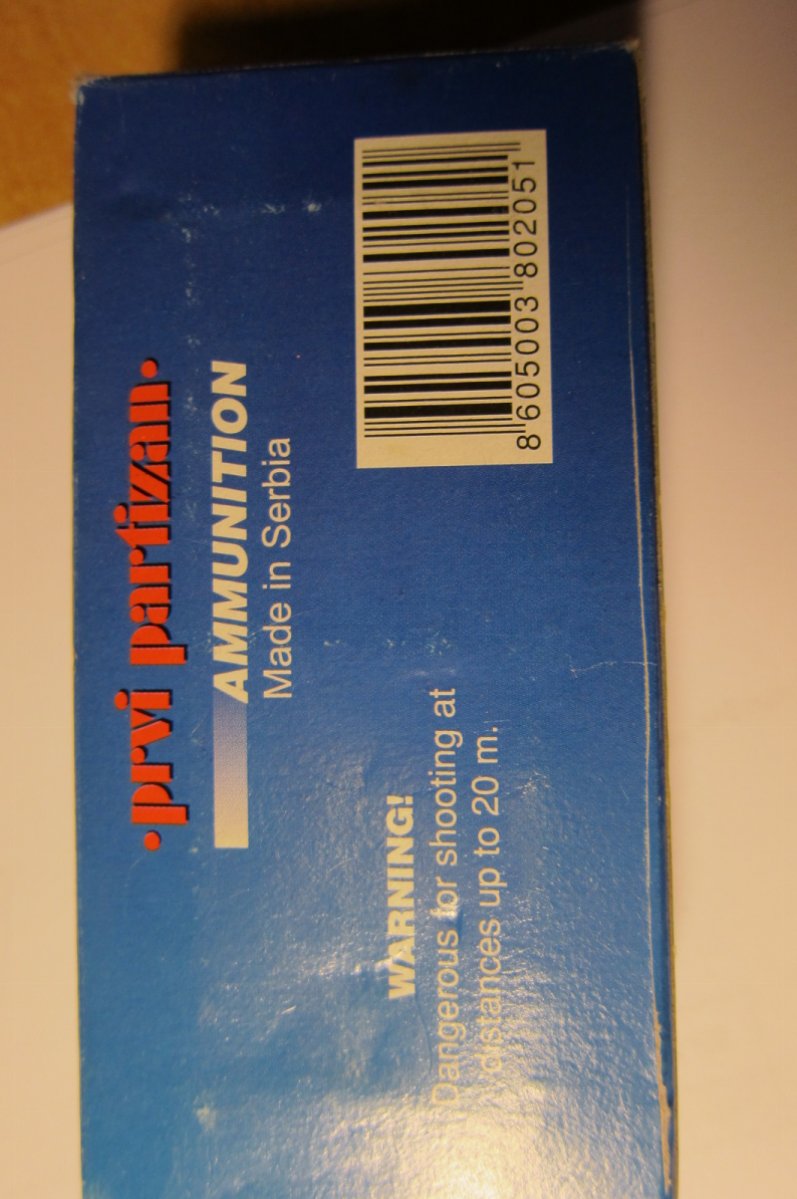 ·prvi partizan·
AMMUNITION
Made in Serbia
8 605003 802051
WARNING!
Dangerous for shooting at
distances up to 20 m.